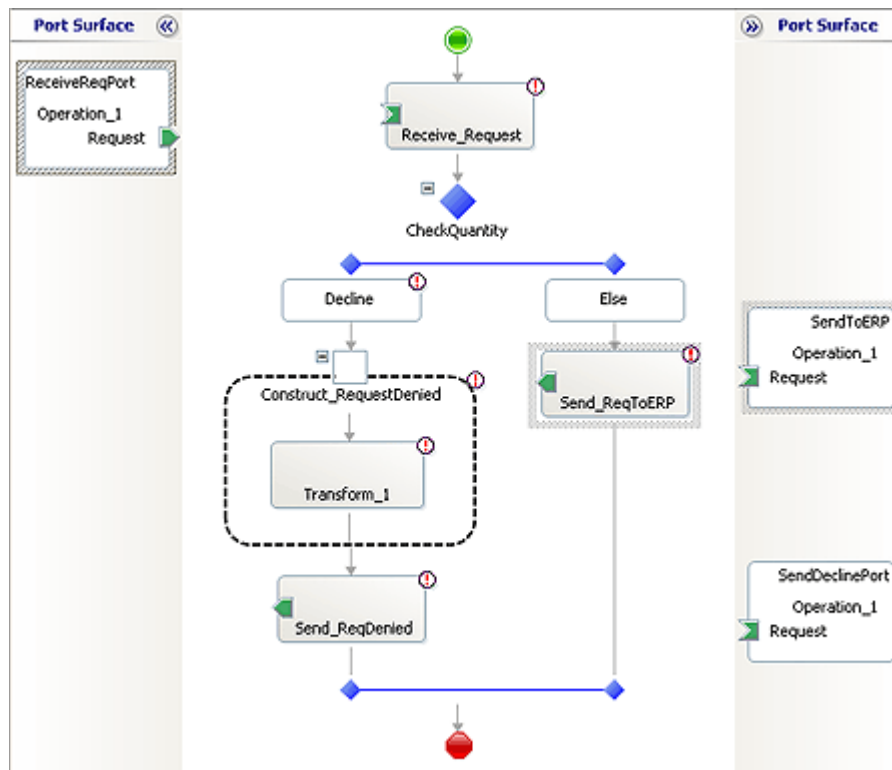 Port Surface
Port Surface
ReceiveReqPort
Operation_1
Request
Receive_Request
CheckQuantity
Decline
Else
Construct_RequestDenied
Transform_1
Send_ReqDenied
Send_ReqToERP
SendToERP
Operation_1
Request
SendDeclinePort
Operation_1
Request